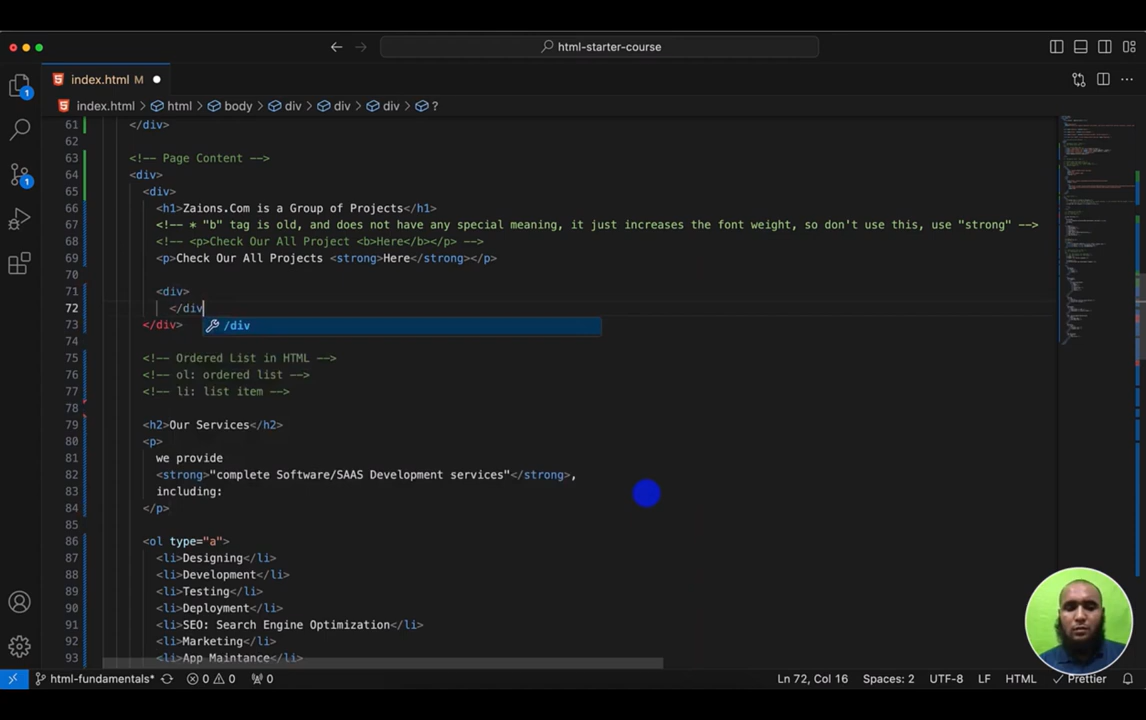 html-starter-course
index.html M
index.html > html > body > div > div > div > ?
61 </div>
62
63 <!-- Page Content -->
64 <div>
65 <div>
66 <h1>Zaions.Com is a Group of Projects</h1>
67 <!-- * "b" tag is old, and does not have any special meaning, it just increases the font weight, so don't use this, use "strong" -->
68 <!-- <p>Check Our All Project <b>Here</b></p> -->
69 <p>Check Our All Projects <strong>Here</strong></p>
70
71 <div>
72 </div
/div
73 </div>
74
75 <!-- Ordered List in HTML -->
76 <!-- ol: ordered list -->
77 <!-- li: list item -->
78
79 <h2>Our Services</h2>
80 <p>
81 we provide
82 <strong>"complete Software/SAAS Development services"</strong>,
83 including:
84 </p>
85
86 <ol type="a">
87 <li>Designing</li>
88 <li>Development</li>
89 <li>Testing</li>
90 <li>Deployment</li>
91 <li>SEO: Search Engine Optimization</li>
92 <li>Marketing</li>
93 <li>App Maintance</li>
1
1
html-fundamentals* 0 0 0 Ln 72, Col 16 Spaces: 2 UTF-8 LF HTML Prettier